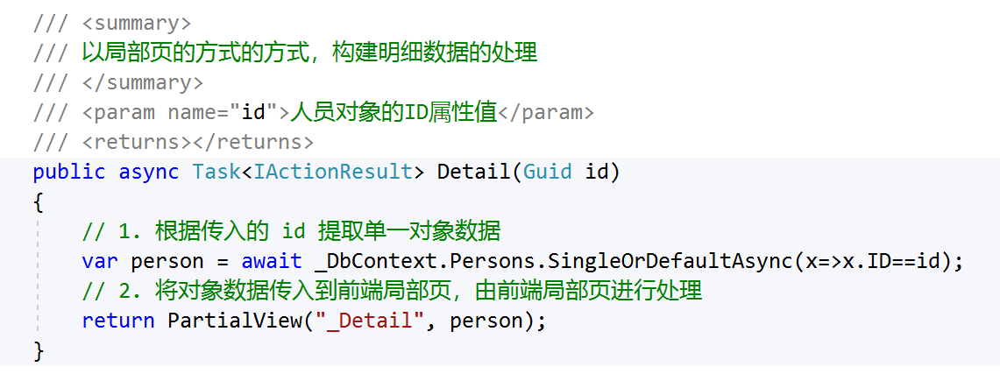 /// <summary>
/// 以局部页的方式的方式，构建明细数据的处理
/// </summary>
/// <param name="id">人员对象的ID属性值</param>
/// <returns></returns>
public async Task<IActionResult> Detail(Guid id)
{
    // 1. 根据传入的 id 提取单一对象数据
    var person = await _DbContext.Persons.SingleOrDefaultAsync(x=>x.ID==id);
    // 2. 将对象数据传入到前端局部页，由前端局部页进行处理
    return PartialView("_Detail", person);
}